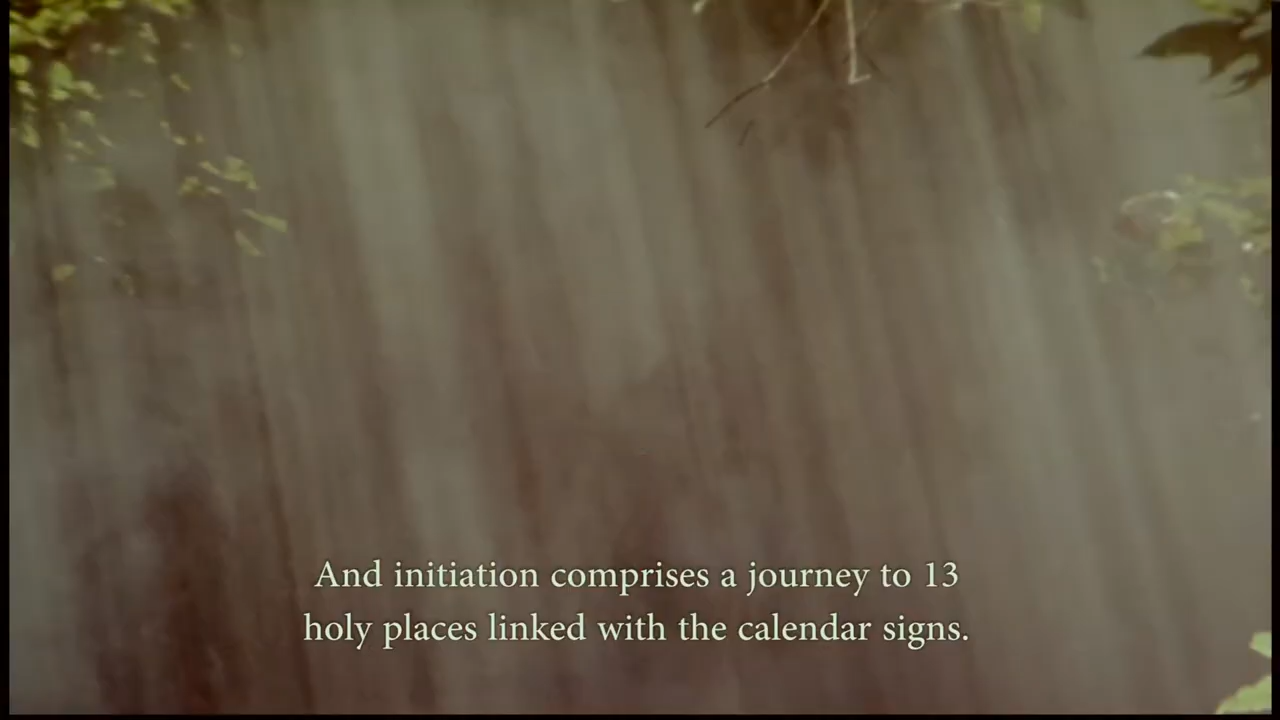 And initiation comprises a journey to 13
holy places linked with the calendar signs.